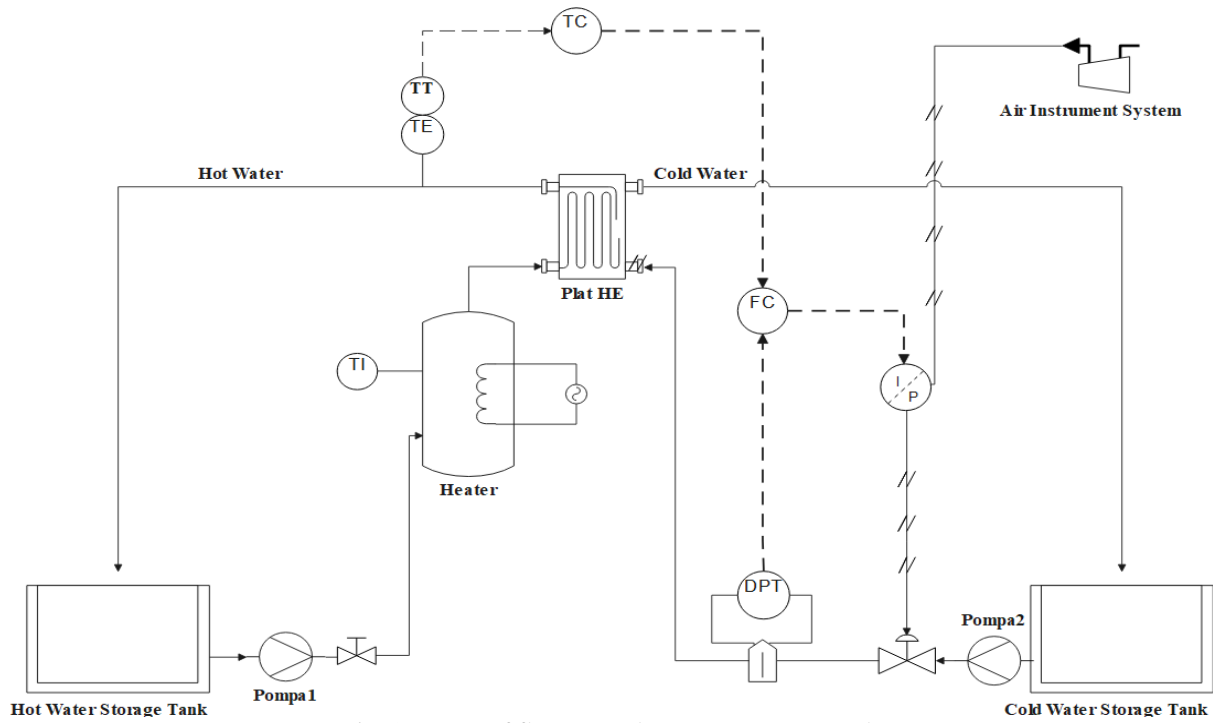 TC
TT
Air Instrument System
TE
Hot Water
Cold Water
Plat HE
FC
TI
I
P
Heater
DPT
Pompa2
Pompa1
Hot Water Storage Tank
Cold Water Storage Tank